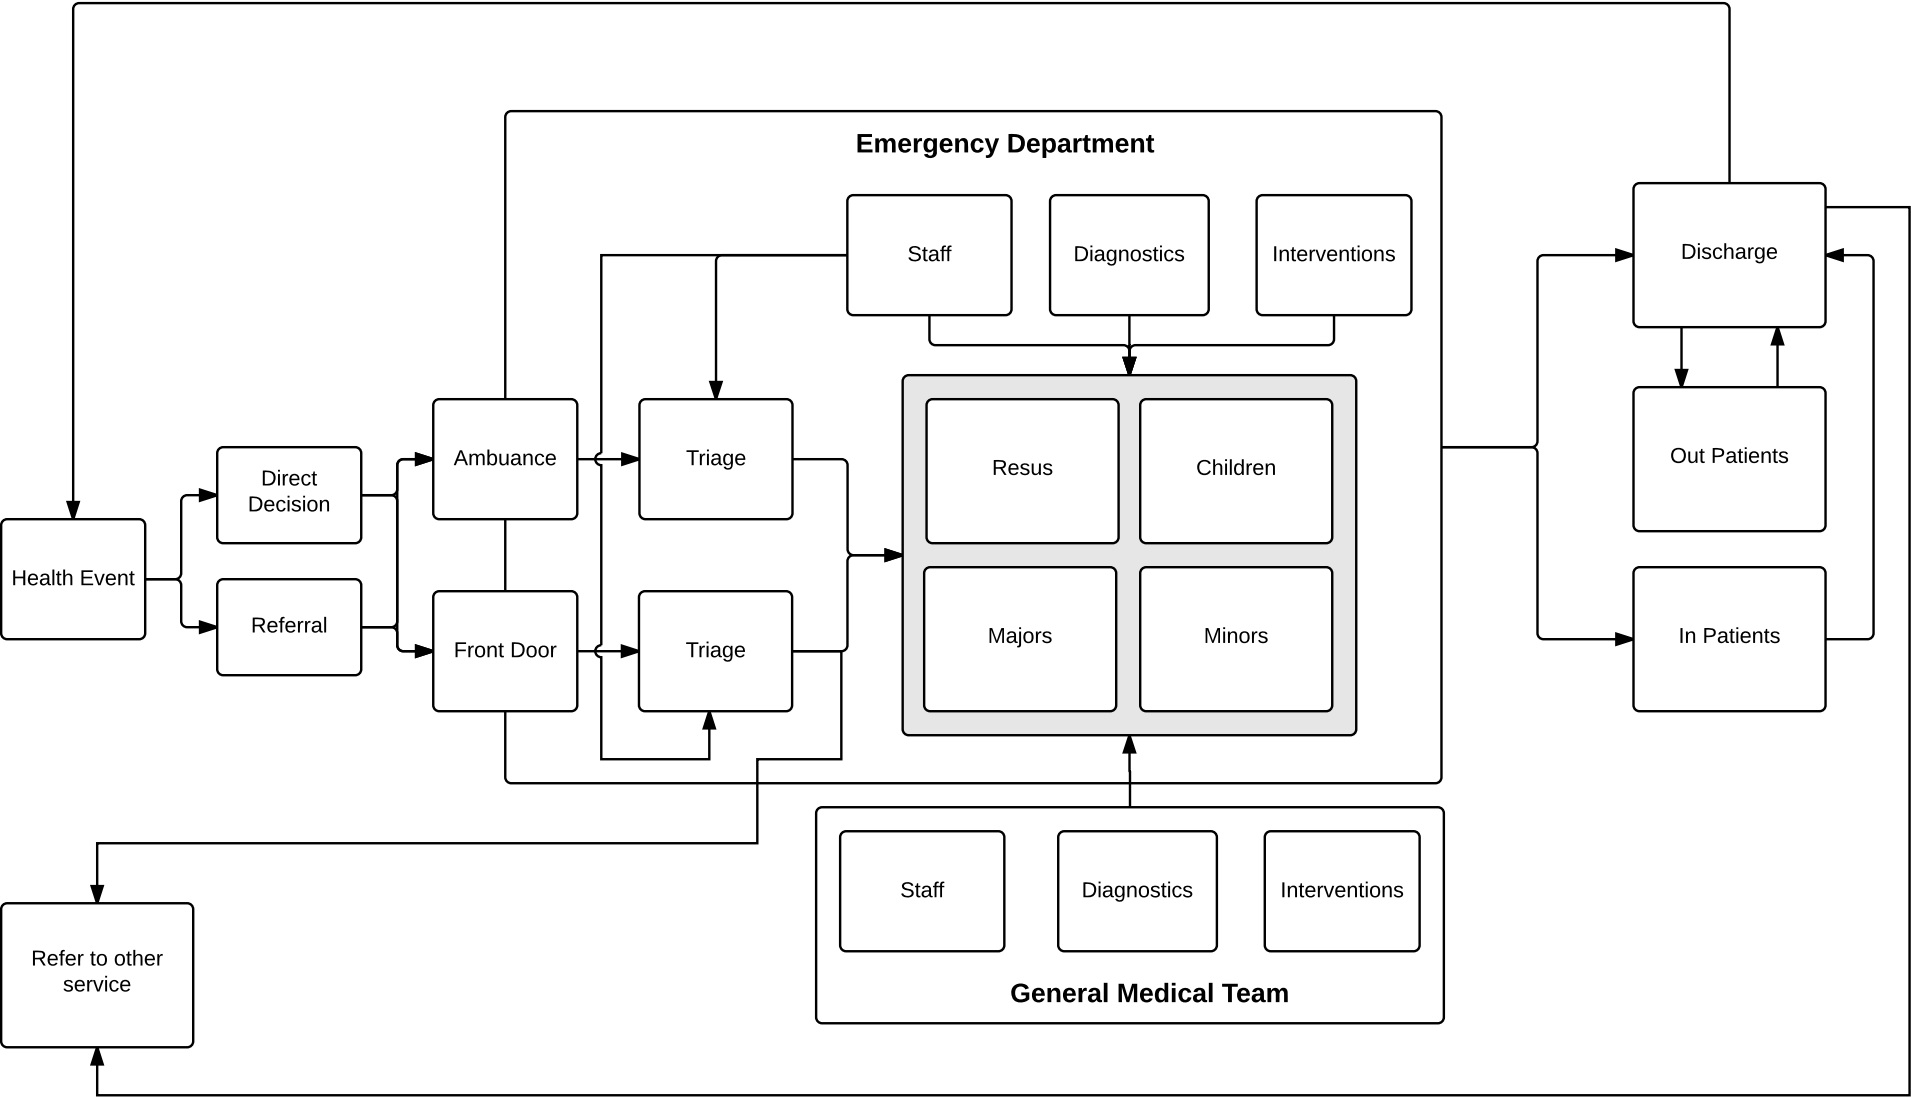 Emergency Department
Staff
Diagnostics
Interventions
Discharge
Ambuance
Triage
Resus
Children
Out Patients
Direct
Decision
Health Event
Referral
Front Door
Triage
Majors
Minors
In Patients
Staff
Diagnostics
Interventions
General Medical Team
Refer to other
service